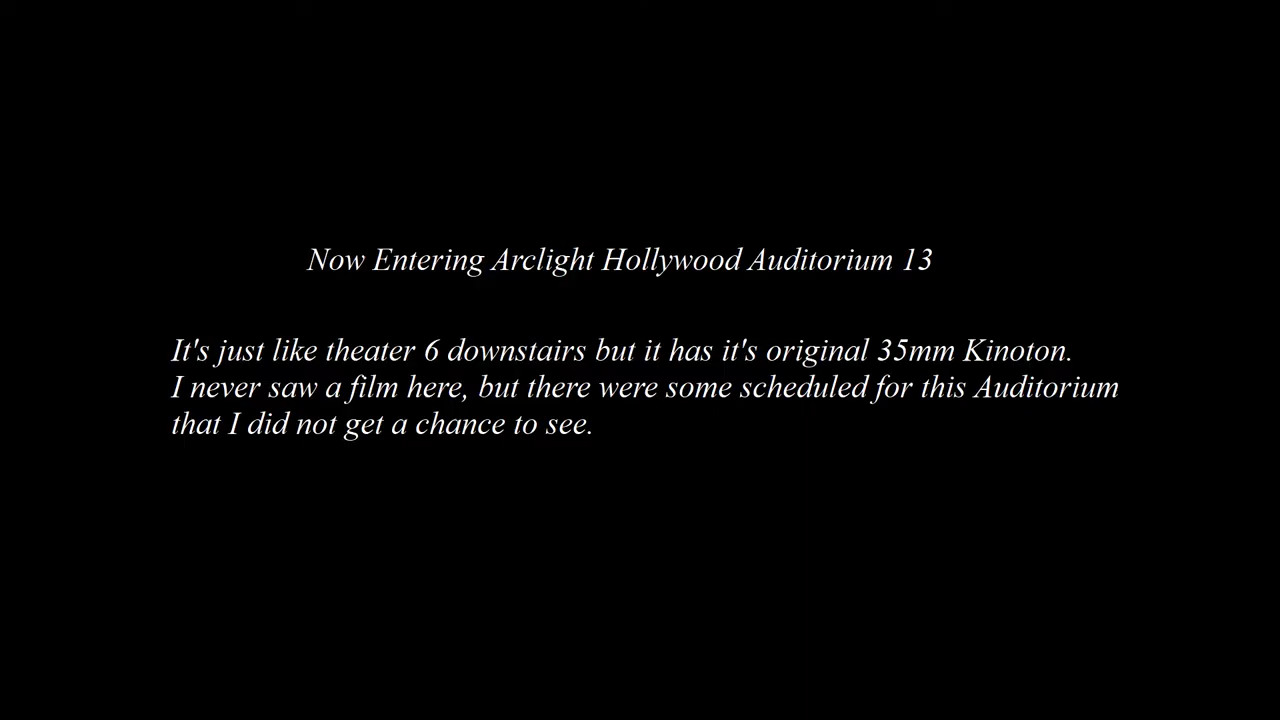 Now Entering Arclight Hollywood Auditorium 13
It's just like theater 6 downstairs but it has it's original 35mm Kinoton.
I never saw a film here, but there were some scheduled for this Auditorium
that I did not get a chance to see.